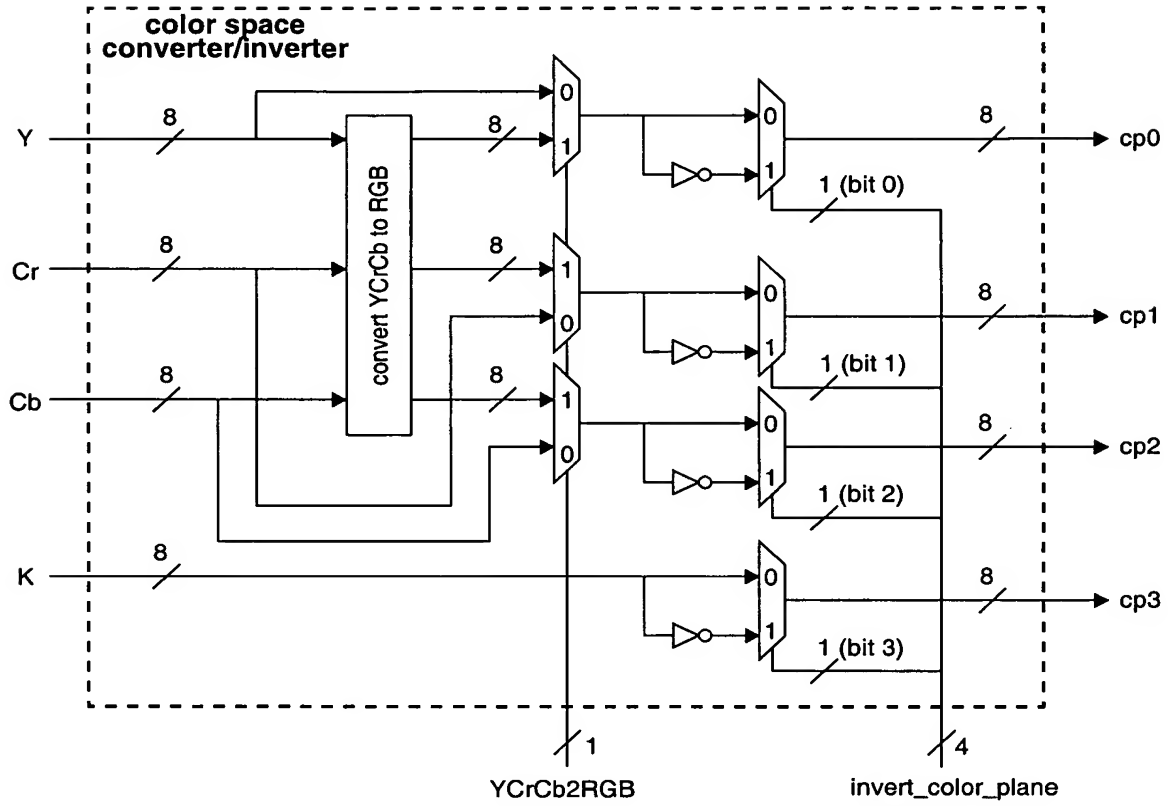 color space
converter/inverter
0
8
8
8
0
Y
1
cp0
1
1 (bit 0)
convert YCrCb to RGB
8
8
Cr
1
0
8
cp1
0
1
8
8
1 (bit 1)
Cb
1
0
8
cp2
0
1
1 (bit 2)
8
K
0
8
cp3
1
1 (bit 3)
1
4
YCrCb2RGB
invert_color_plane